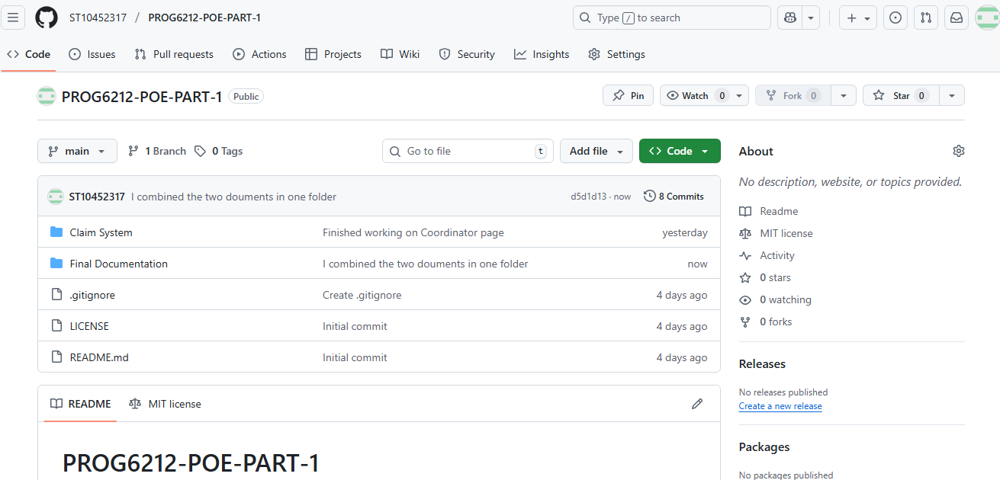 ST10452317 / PROG6212-POE-PART-1
Type / to search
Code Issues Pull requests Actions Projects Wiki Security Insights Settings
PROG6212-POE-PART-1 Public
Pin Watch 0 Fork 0 Star 0
main 1 Branch 0 Tags
Go to file t Add file Code
ST10452317 I combined the two douments in one folder d5d1d13 · now 8 Commits
Claim System Finished working on Coordinator page yesterday
Final Documentation I combined the two douments in one folder now
.gitignore Create .gitignore 4 days ago
LICENSE Initial commit 4 days ago
README.md Initial commit 4 days ago
README MIT license
PROG6212-POE-PART-1
About
No description, website, or topics provided.
Readme
MIT license
Activity
0 stars
0 watching
0 forks
Releases
No releases published
Create a new release
Packages
No packages published